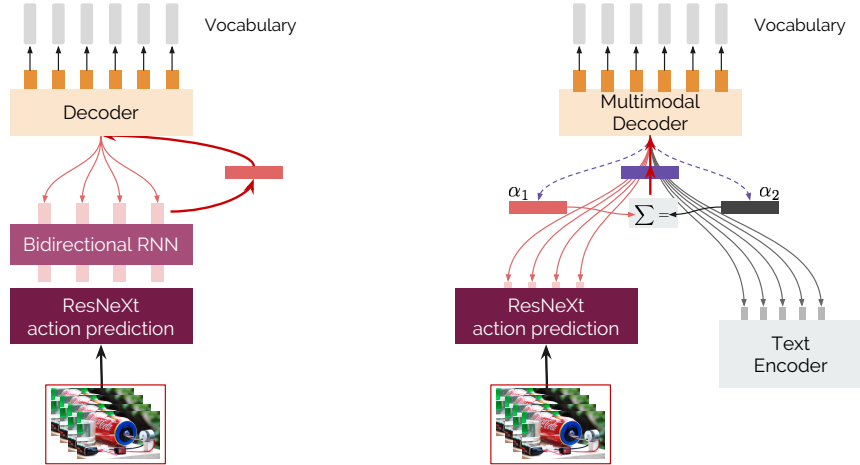 Vocabulary
Decoder
Bidirectional RNN
ResNeXt
action prediction
Vocabulary
Multimodal
Decoder
α₁
α₂
∑ =
ResNeXt
action prediction
Text
Encoder